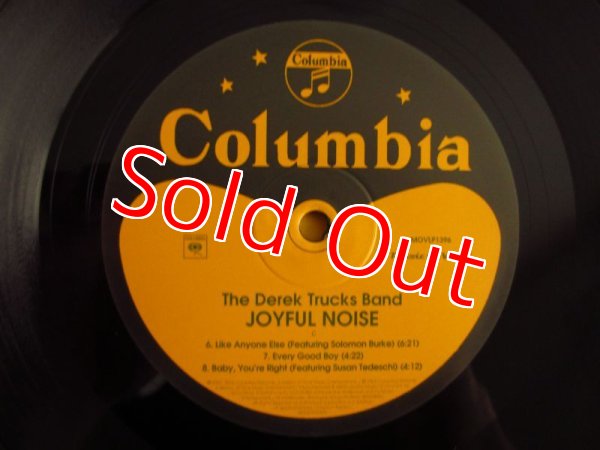 Columbia
Columbia
Sold Out
MOVLP1396
The Derek Trucks Band
JOYFUL NOISE
C
6. Like Anyone Else (Featuring Solomon Burke) (6:21)
7. Every Good Boy (4:22)
8. Baby, You're Right (Featuring Susan Tedeschi) (4:12)